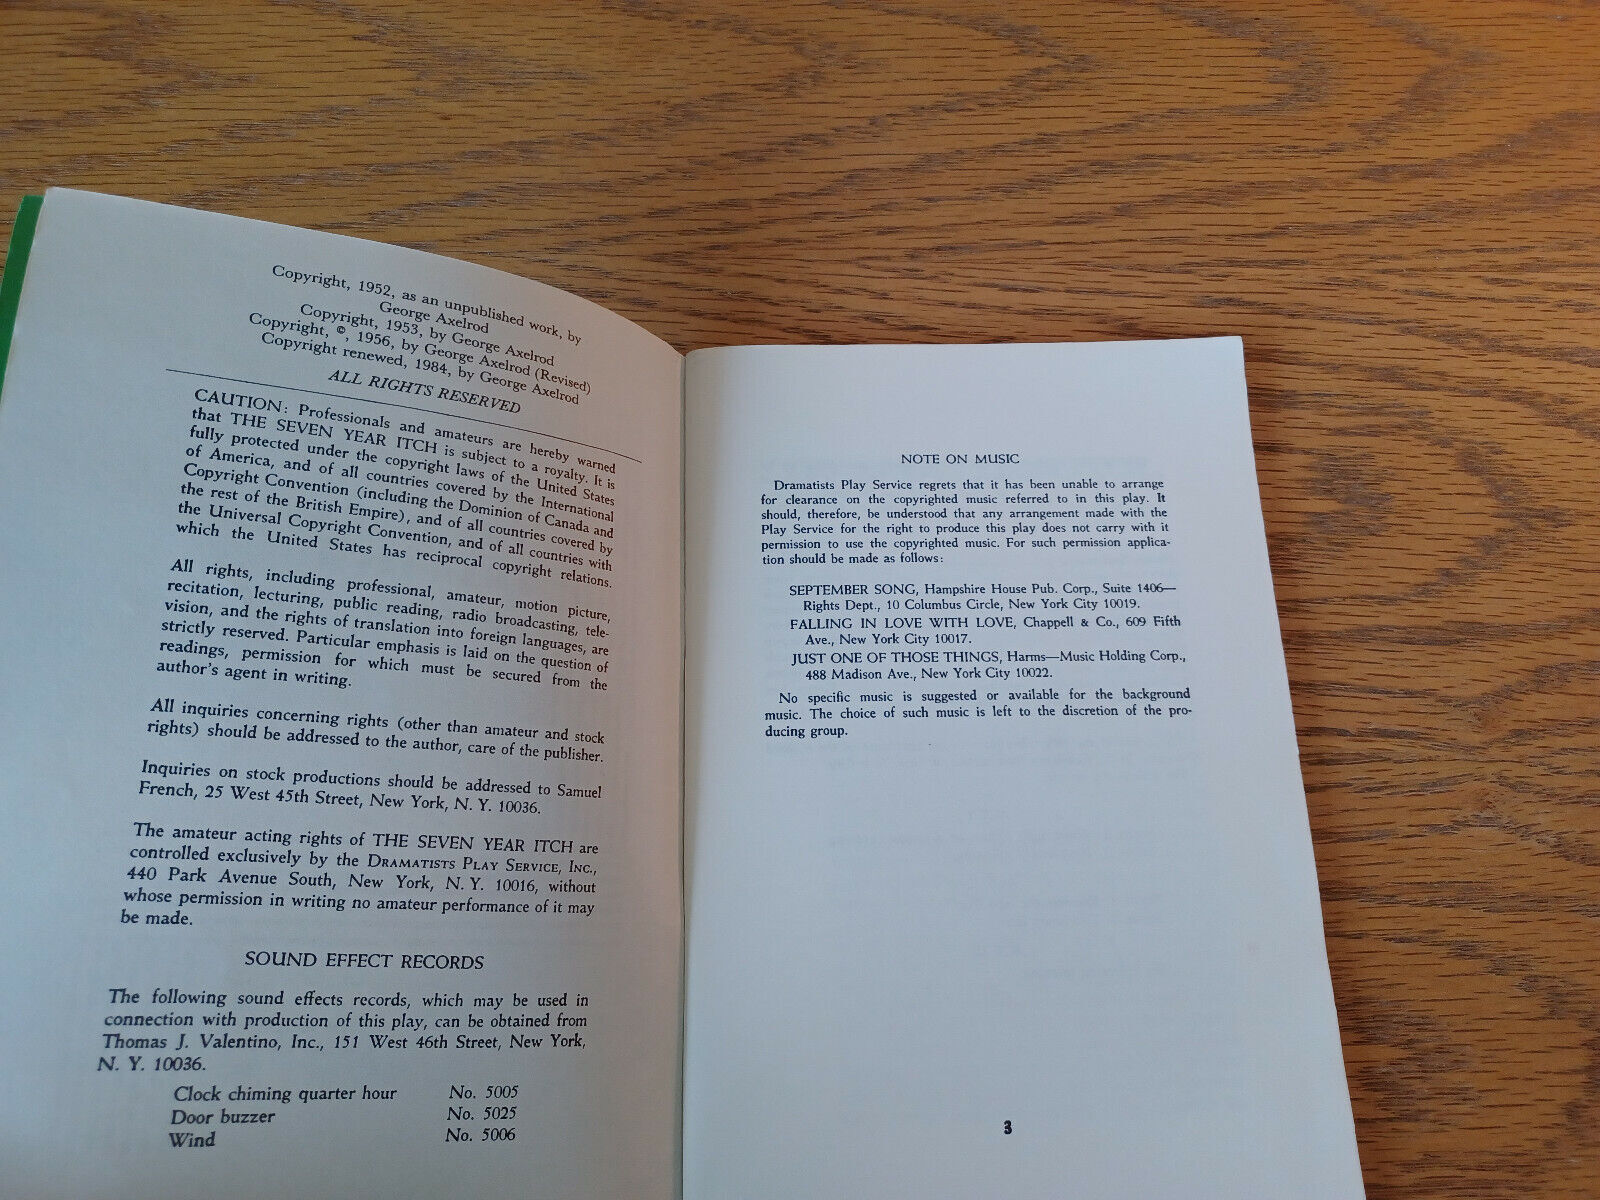 Copyright, 1952, as an unpublished work, by
George Axelrod
Copyright, 1953, by George Axelrod
Copyright, ©, 1956, by George Axelrod (Revised)
Copyright renewed, 1984, by George Axelrod
ALL RIGHTS RESERVED
CAUTION: Professionals and amateurs are hereby warned
that THE SEVEN YEAR ITCH is subject to a royalty. It is
fully protected under the copyright laws of the United States
of America, and of all countries covered by the International
Copyright Convention (including the Dominion of Canada and
the rest of the British Empire), and of all countries covered by
the Universal Copyright Convention, and of all countries with
which the United States has reciprocal copyright relations.
All rights, including professional, amateur, motion picture,
recitation, lecturing, public reading, radio broadcasting, tele-
vision, and the rights of translation into foreign languages, are
strictly reserved. Particular emphasis is laid on the question of
readings, permission for which must be secured from the
author's agent in writing.
All inquiries concerning rights (other than amateur and stock
rights) should be addressed to the author, care of the publisher.
Inquiries on stock productions should be addressed to Samuel
French, 25 West 45th Street, New York, N. Y. 10036.
The amateur acting rights of THE SEVEN YEAR ITCH are
controlled exclusively by the DRAMATISTS PLAY SERVICE, INC.,
440 Park Avenue South, New York, N. Y. 10016, without
whose permission in writing no amateur performance of it may
be made.
SOUND EFFECT RECORDS
The following sound effects records, which may be used in
connection with production of this play, can be obtained from
Thomas J. Valentino, Inc., 151 West 46th Street, New York,
N. Y. 10036.
Clock chiming quarter hour No. 5005
Door buzzer No. 5025
Wind No. 5006
NOTE ON MUSIC
Dramatists Play Service regrets that it has been unable to arrange
for clearance on the copyrighted music referred to in this play. It
should, therefore, be understood that any arrangement made with the
Play Service for the right to produce this play does not carry with it
permission to use the copyrighted music. For such permission applica-
tion should be made as follows:
SEPTEMBER SONG, Hampshire House Pub. Corp., Suite 1406—
Rights Dept., 10 Columbus Circle, New York City 10019.
FALLING IN LOVE WITH LOVE, Chappell & Co., 609 Fifth
Ave., New York City 10017.
JUST ONE OF THOSE THINGS, Harms—Music Holding Corp.,
488 Madison Ave., New York City 10022.
No specific music is suggested or available for the background
music. The choice of such music is left to the discretion of the pro-
ducing group.
3